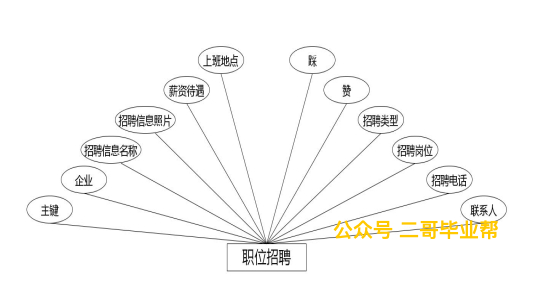 上班地点
踩
薪资待遇
赞
招聘信息照片
招聘类型
招聘信息名称
招聘岗位
企业
招聘电话
主键
联系人
公众号 二哥毕业帮
职位招聘